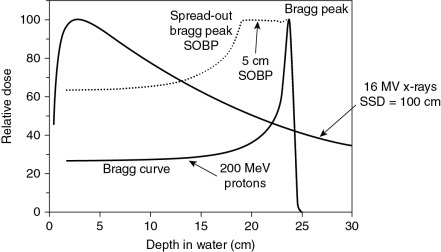 Bragg peak
Spread-out
bragg peak
SOBP
5 cm
SOBP
16 MV x-rays
SSD = 100 cm
Bragg curve
200 MeV
protons
Relative dose
100
80
60
40
20
0
0 5 10 15 20 25 30
Depth in water (cm)